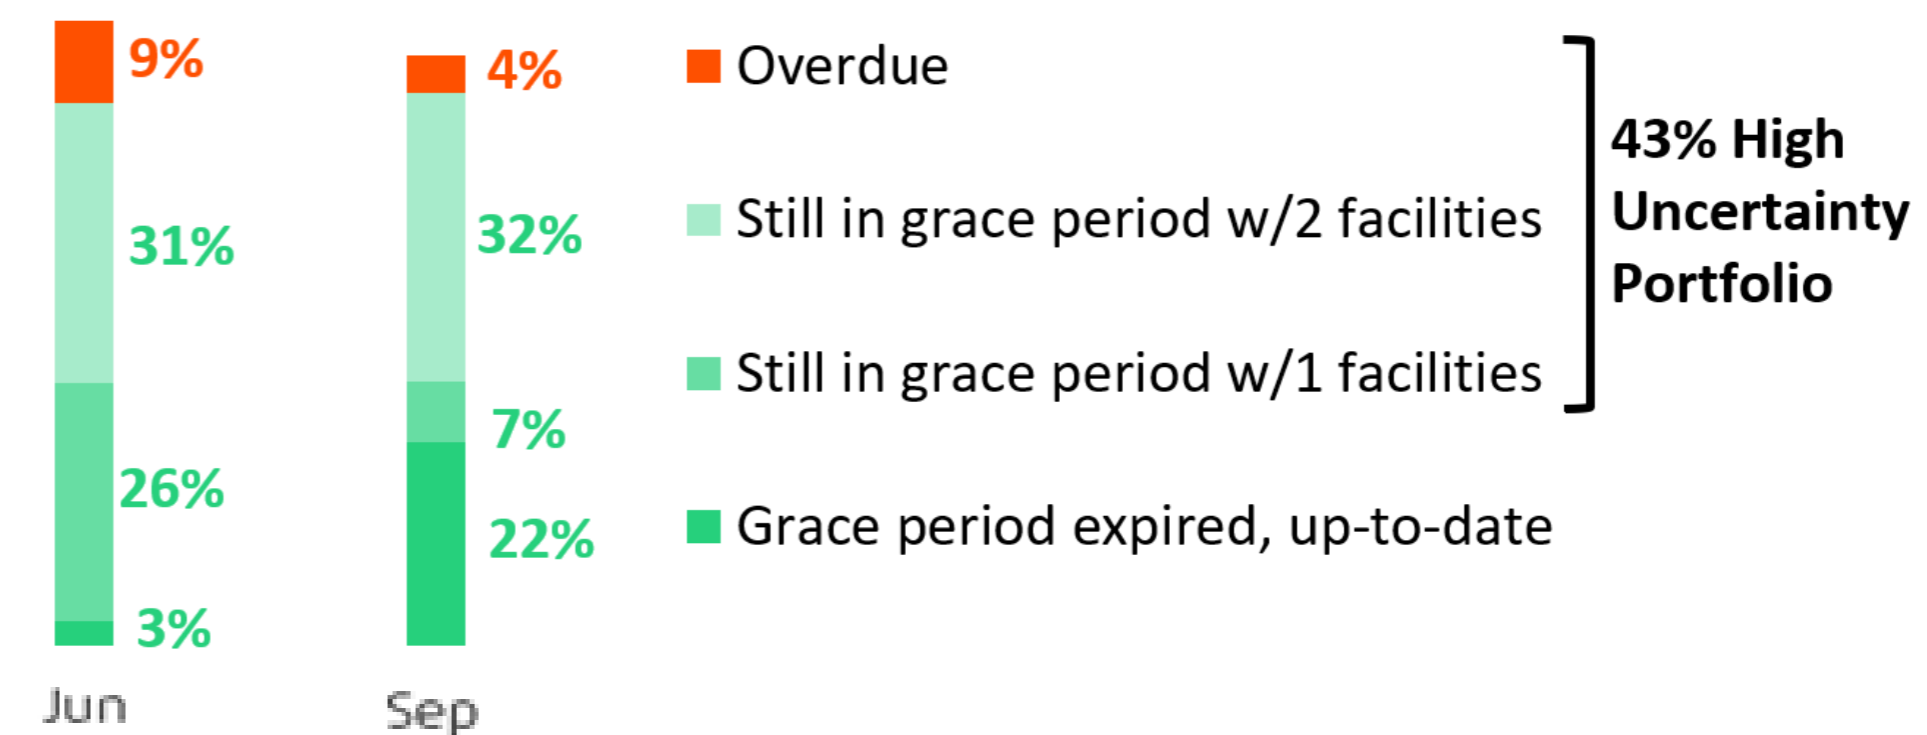 9%
31%
26%
3%
Jun
4%
32%
7%
22%
Sep
Overdue
Still in grace period w/2 facilities
Still in grace period w/1 facilities
Grace period expired, up-to-date
43% High
Uncertainty
Portfolio